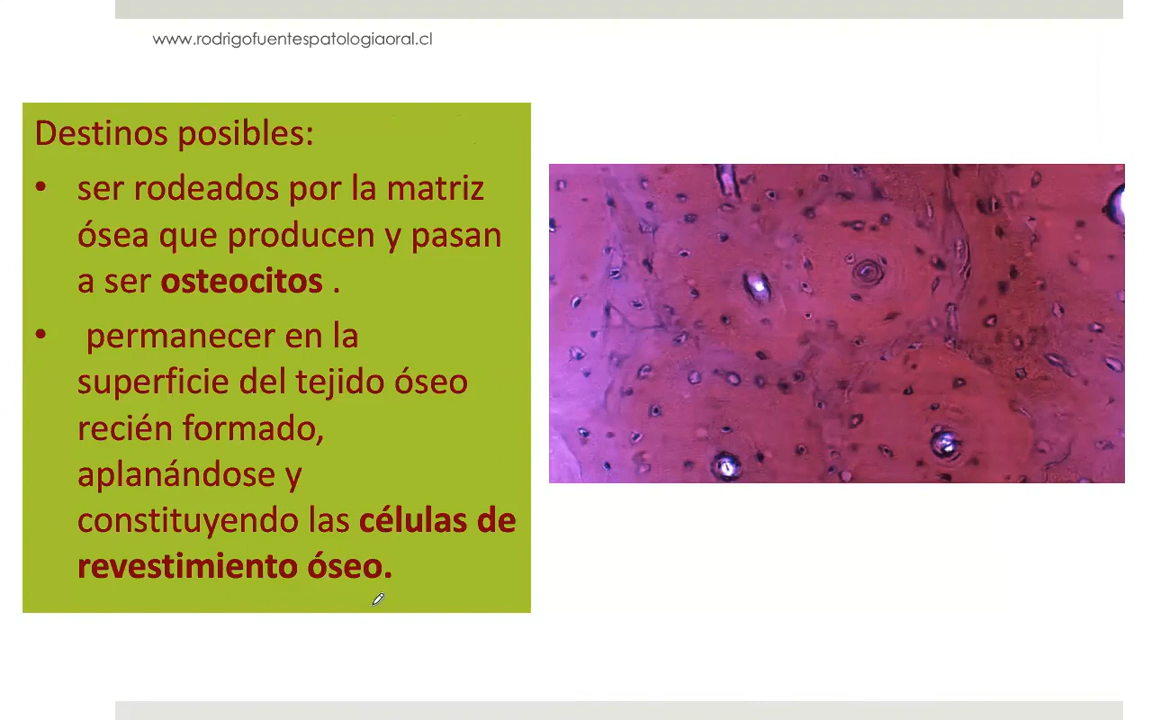 www.rodrigofuentespatologiaoral.cl
Destinos posibles:
• ser rodeados por la matriz
ósea que producen y pasan
a ser osteocitos .
• permanecer en la
superficie del tejido óseo
recién formado,
aplanándose y
constituyendo las células de
revestimiento óseo.